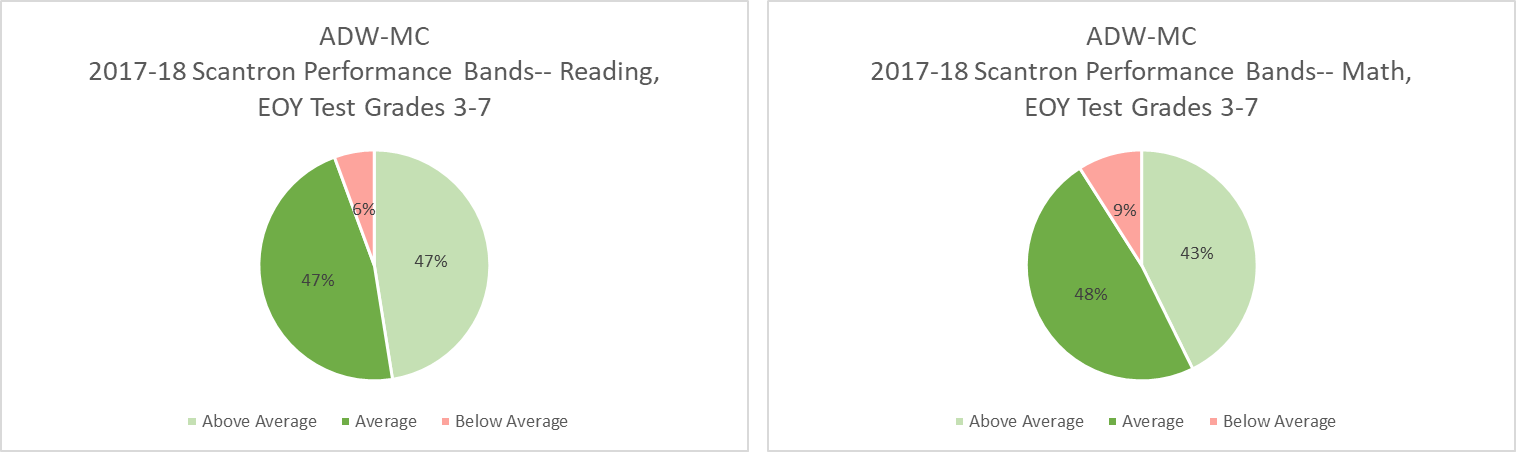 ADW-MC
2017-18 Scantron Performance Bands-- Reading,
EOY Test Grades 3-7
6%
47%
47%
Above Average
Average
Below Average
ADW-MC
2017-18 Scantron Performance Bands-- Math,
EOY Test Grades 3-7
9%
43%
48%
Above Average
Average
Below Average